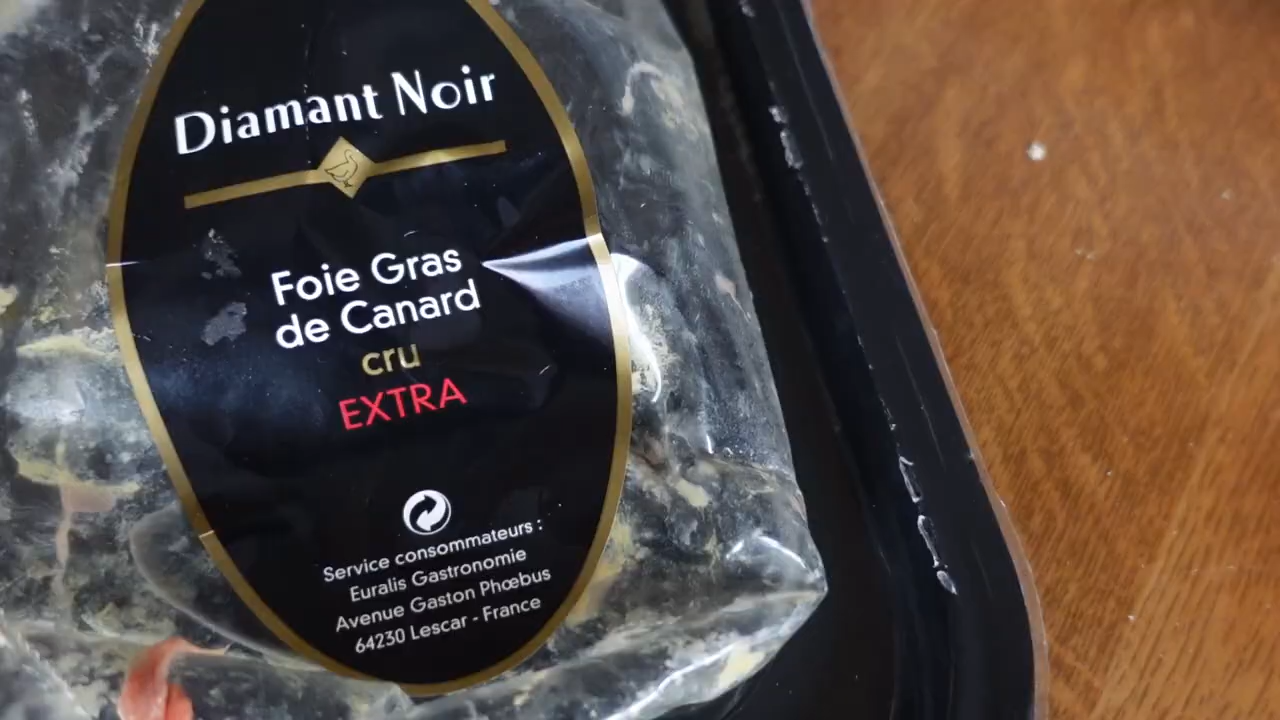 Diamant Noir
Foie Gras
de Canard
cru
EXTRA
Service consommateurs :
Euralis Gastronomie
Avenue Gaston Phœbus
64230 Lescar - France